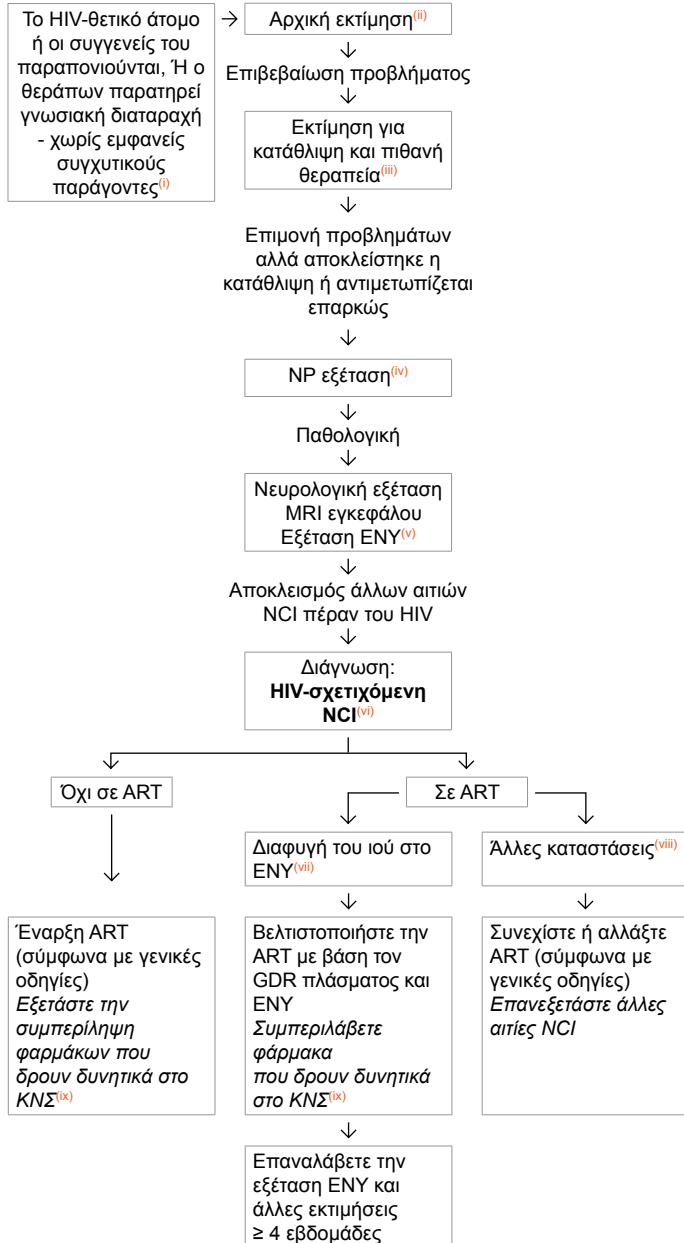 Το HIV-θετικό άτομο
ή οι συγγενείς του
παραπονιούνται, Ή ο
θεράπων παρατηρεί
γνωσιακή διαταραχή
- χωρίς εμφανείς
συγχυτικούς
παράγοντες(i)
Αρχική εκτίμηση(ii)
Επιβεβαίωση προβλήματος
Εκτίμηση για
κατάθλιψη και πιθανή
θεραπεία(iii)
Επιμονή προβλημάτων
αλλά αποκλείστηκε η
κατάθλιψη ή αντιμετωπίζεται
επαρκώς
NP εξέταση(iv)
Παθολογική
Νευρολογική εξέταση
MRI εγκεφάλου
Εξέταση ΕΝΥ(v)
Αποκλεισμός άλλων αιτιών
NCI πέραν του HIV
Διάγνωση:
HIV-σχετιχόμενη
NCI(vi)
Όχι σε ART
Σε ART
Διαφυγή του ιού στο
ΕΝΥ(vii)
Άλλες καταστάσεις(viii)
Έναρξη ART
(σύμφωνα με γενικές
οδηγίες)
Εξετάστε την
συμπερίληψη
φαρμάκων που
δρουν δυνητικά στο
ΚΝΣ(ix)
Βελτιστοποιήστε την
ART με βάση τον
GDR πλάσματος και
ΕΝΥ
Συμπεριλάβετε
φάρμακα
που δρουν δυνητικά
στο ΚΝΣ(ix)
Συνεχίστε ή αλλάξτε
ART (σύμφωνα με
γενικές οδηγίες)
Επανεξετάστε άλλες
αιτίες NCI
Επαναλάβετε την
εξέταση ΕΝΥ και
άλλες εκτιμήσεις
≥ 4 εβδομάδες